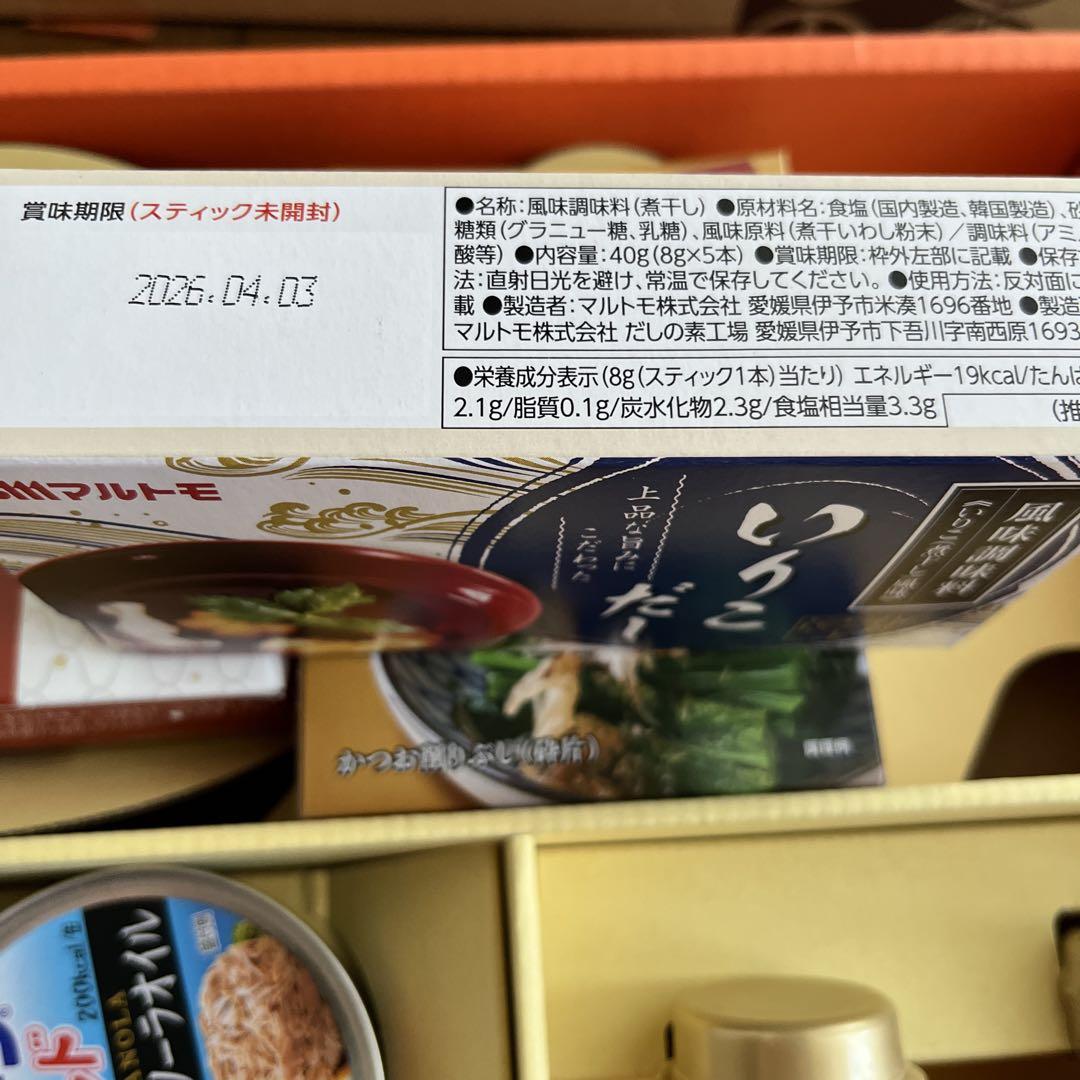 賞味期限(スティック未開封)
2026.04.03
●名称:風味調味料(煮干し) ●原材料名:食塩(国内製造、韓国製造)、砂
糖類(グラニュー糖、乳糖)、風味原料(煮干いわし粉末)/調味料(アミ
酸等) ●内容量:40g(8g×5本) ●賞味期限:枠外左部に記載 ●保存
法:直射日光を避け、常温で保存してください。 ●使用方法:反対面に
載 ●製造者:マルトモ株式会社 愛媛県伊予市米湊1696番地 ●製造
マルトモ株式会社 だしの素工場 愛媛県伊予市下吾川字南西原1693
●栄養成分表示(8g(スティック1本)当たり) エネルギー19kcal/たんぱ
2.1g/脂質0.1g/炭水化物2.3g/食塩相当量3.3g
(推
マルトモ
風味調味料
いりこ
だし
上品な旨みに
こだわった
かつお削りぶし(碎片)
200kcal/缶
オイル